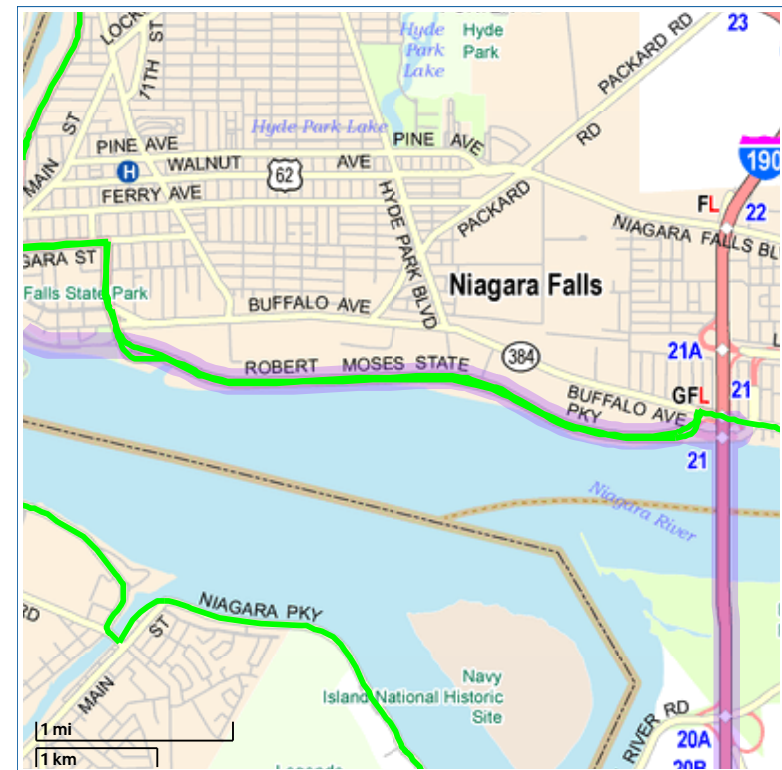 LOCK
71TH ST
Hyde
Park
Lake
Hyde
Park
PACKARD RD
23
MAIN ST
PINE AVE
H
WALNUT AVE
FERRY AVE
62
Hyde Park Lake
PINE AVE
HYDE PARK BLVD
PACKARD RD
190
FL
22
NIAGARA FALLS BL
GARA ST
Falls State Park
BUFFALO AVE
Niagara Falls
384
21A
ROBERT MOSES STATE PKY
BUFFALO AVE
GFL
21
L
21
Niagara River
RD
MAIN ST
NIAGARA PKY
Navy
Island National Historic
Site
RIVER RD
20A
20B
1 mi
1 km